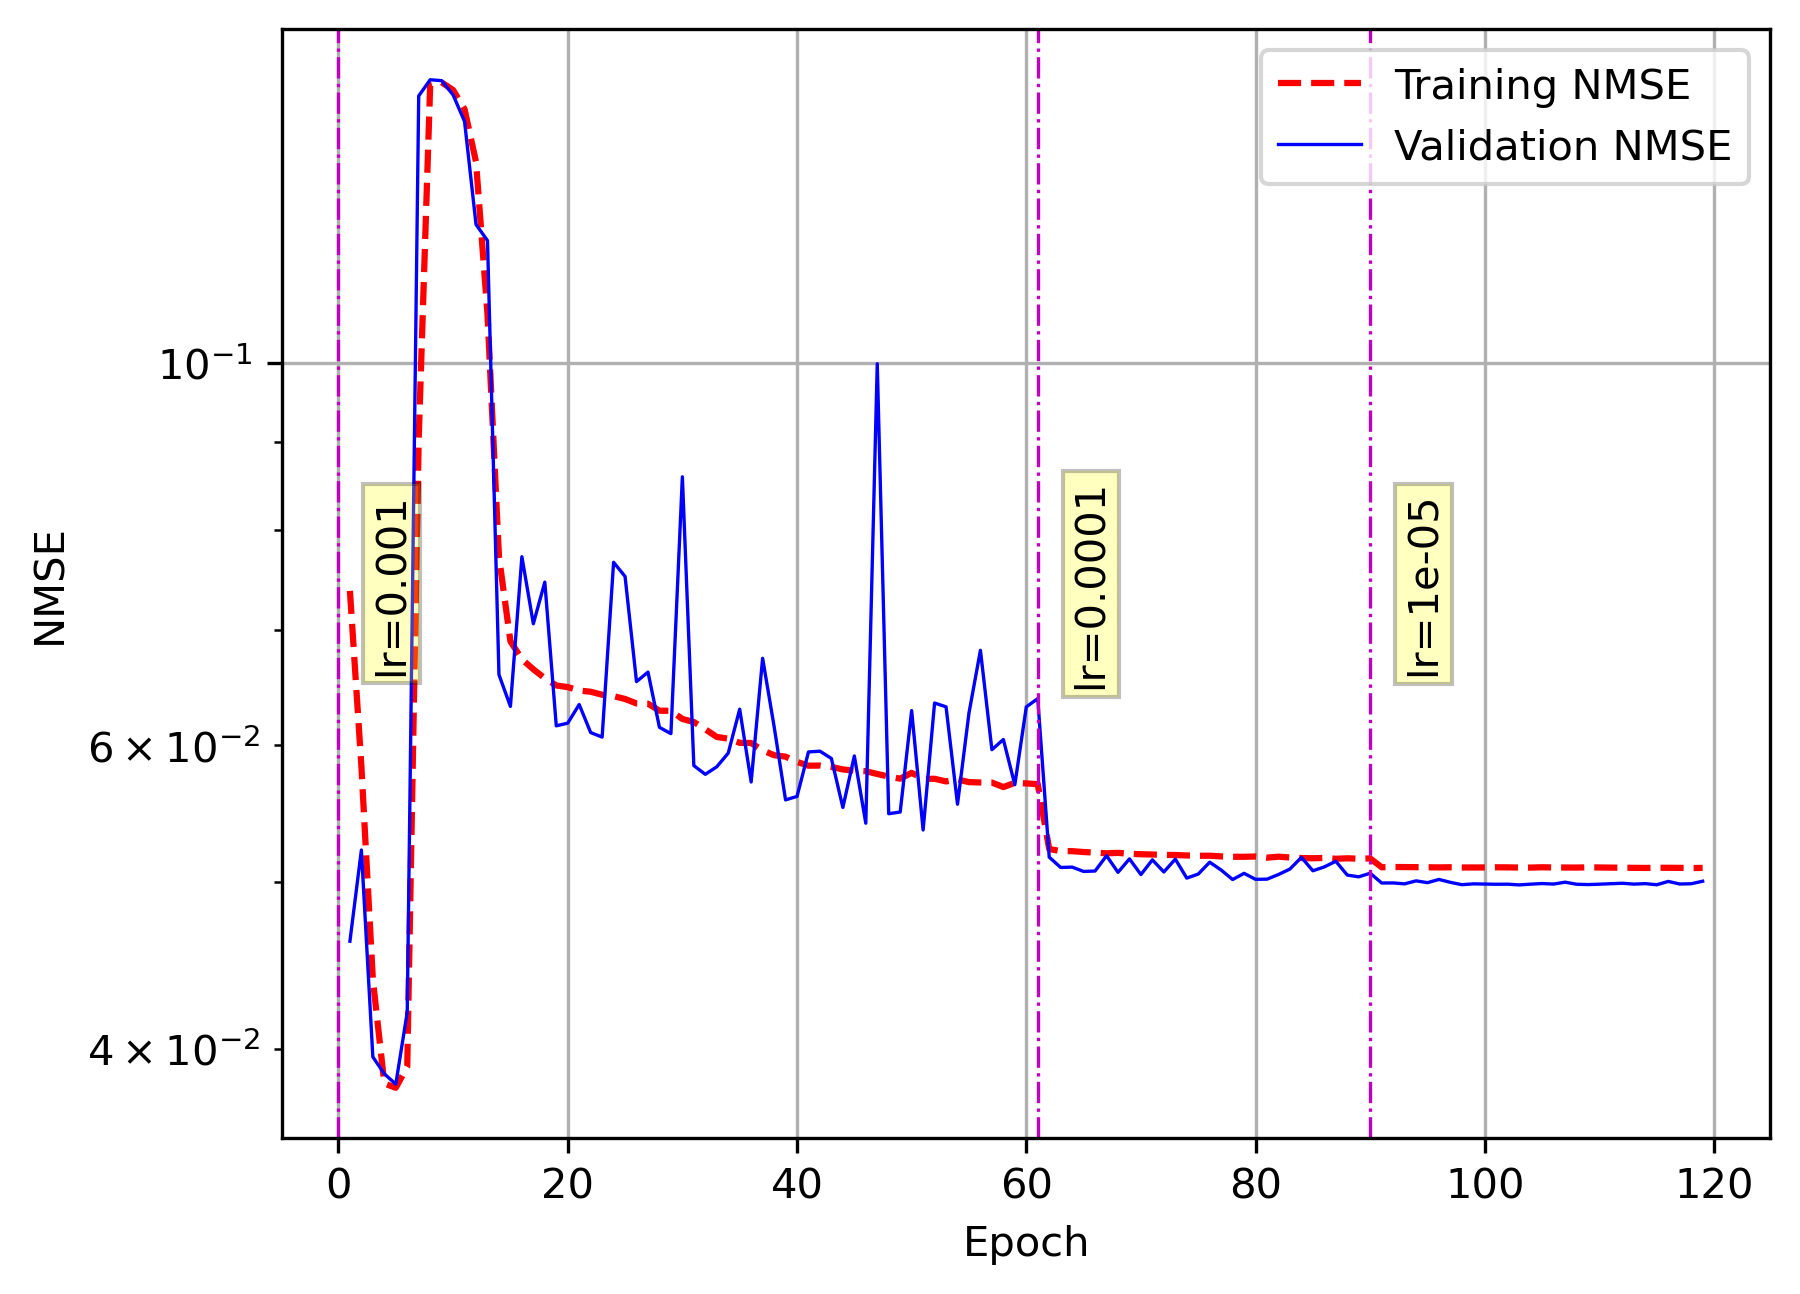 Training NMSE
Validation NMSE
10⁻¹
6×10⁻²
4×10⁻²
NMSE
lr=0.001
lr=0.0001
lr=1e-05
0 20 40 60 80 100 120
Epoch